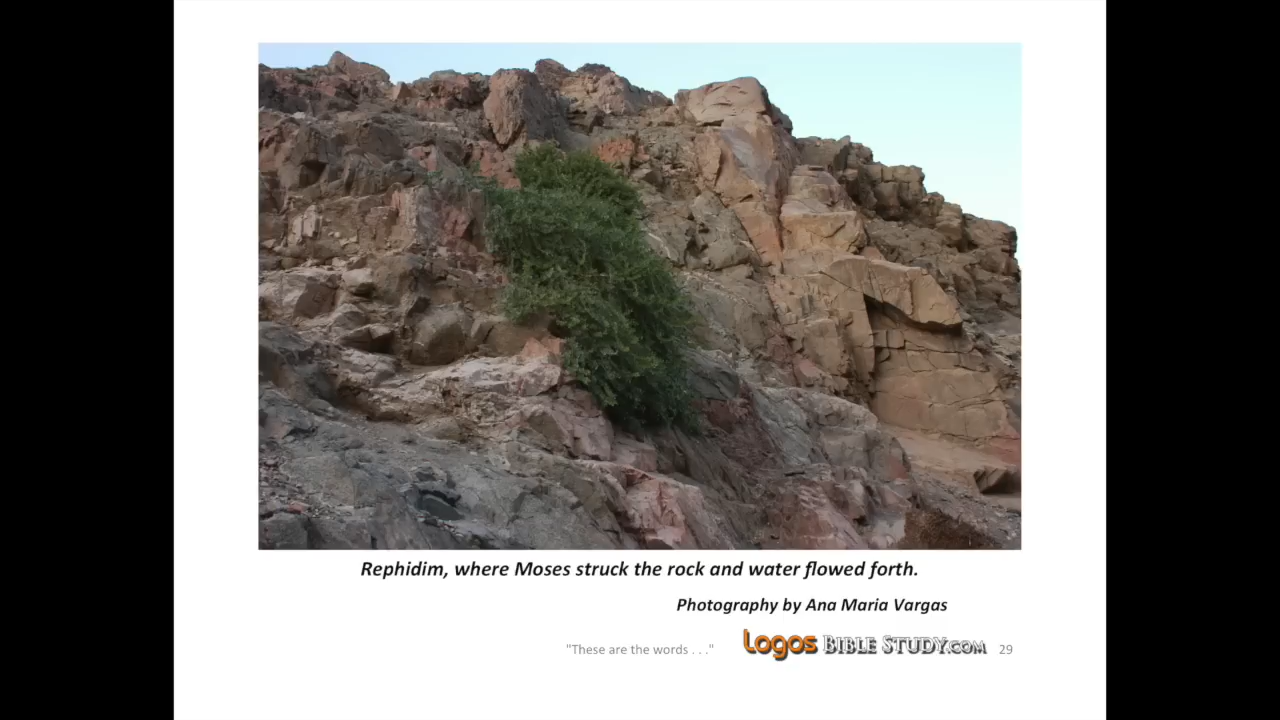 Rephidim, where Moses struck the rock and water flowed forth.
Photography by Ana Maria Vargas
"These are the words . . ." Logos BIBLE STUDY.COM 29